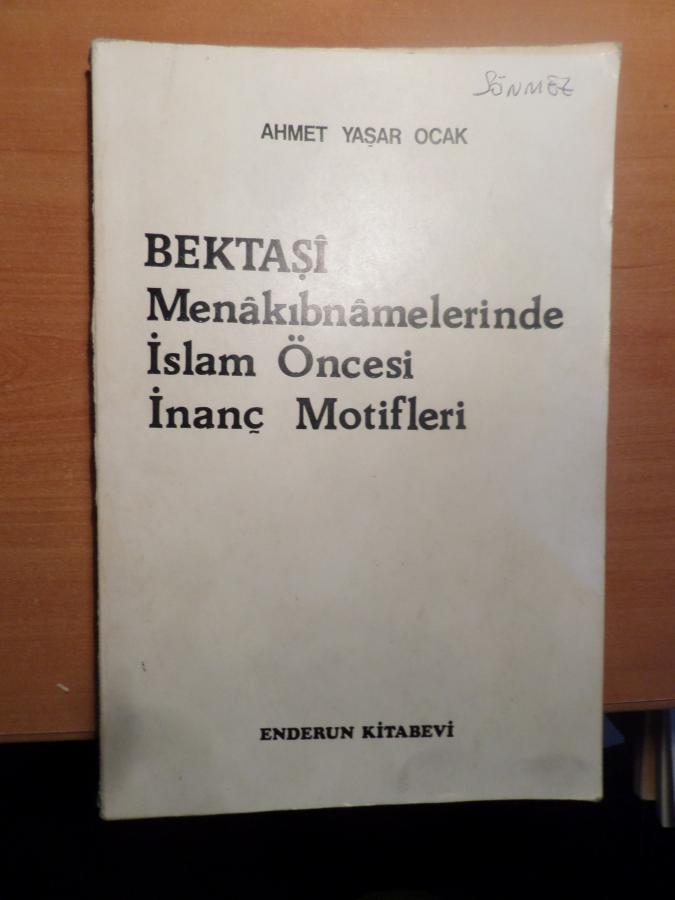 SÖNMEZ
AHMET YAŞAR OCAK
BEKTAŞÎ
Menâkıbnâmelerinde
İslam Öncesi
İnanç Motifleri
ENDERUN KİTABEVİ